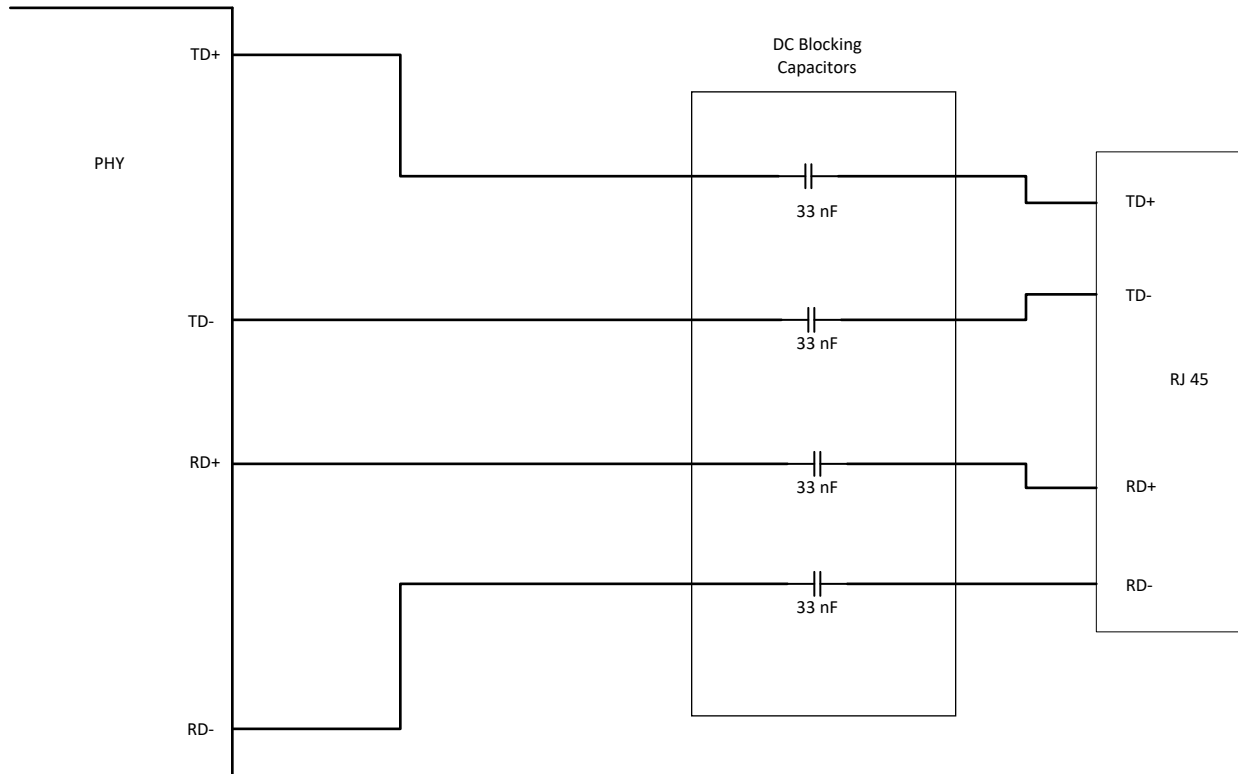 TD+
DC Blocking
Capacitors
PHY
33 nF
TD+
TD-
TD-
33 nF
RJ 45
RD+
33 nF
RD+
RD-
33 nF
RD-